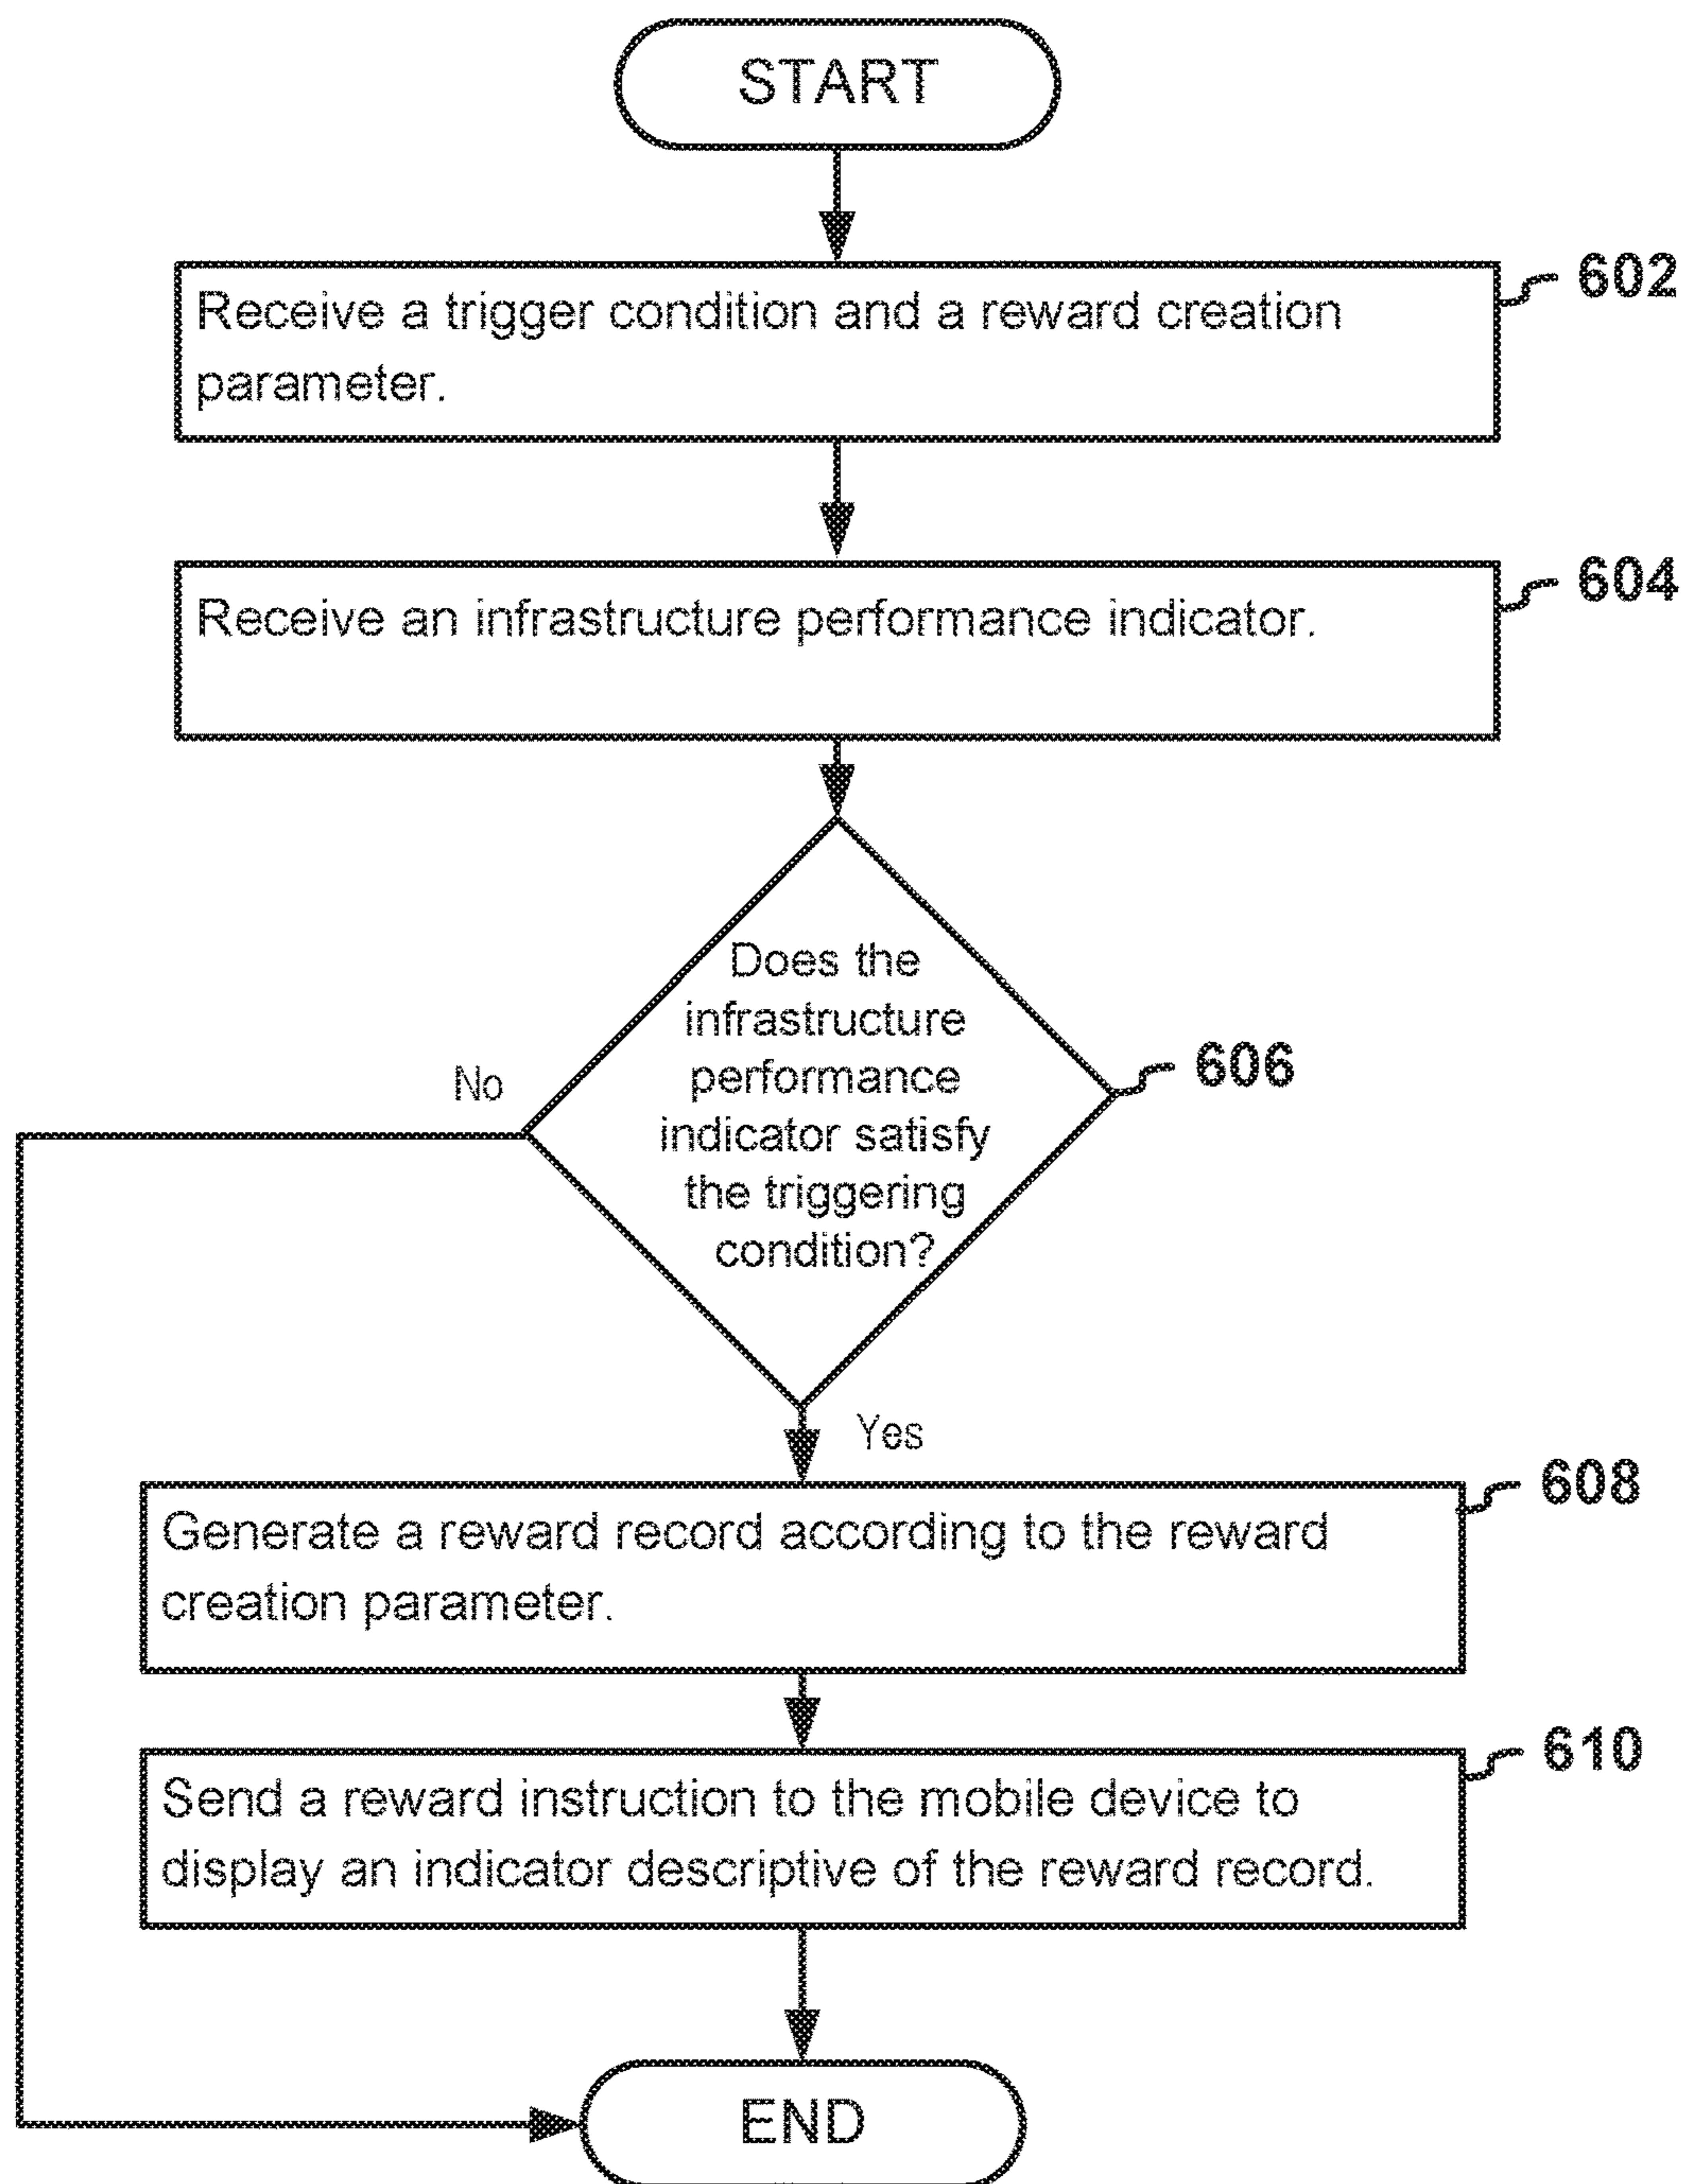 START
Receive a trigger condition and a reward creation
parameter.
602
Receive an infrastructure performance indicator.
604
Does the
infrastructure
performance
indicator satisfy
the triggering
condition?
606
No
Yes
Generate a reward record according to the reward
creation parameter.
608
Send a reward instruction to the mobile device to
display an indicator descriptive of the reward record.
610
END